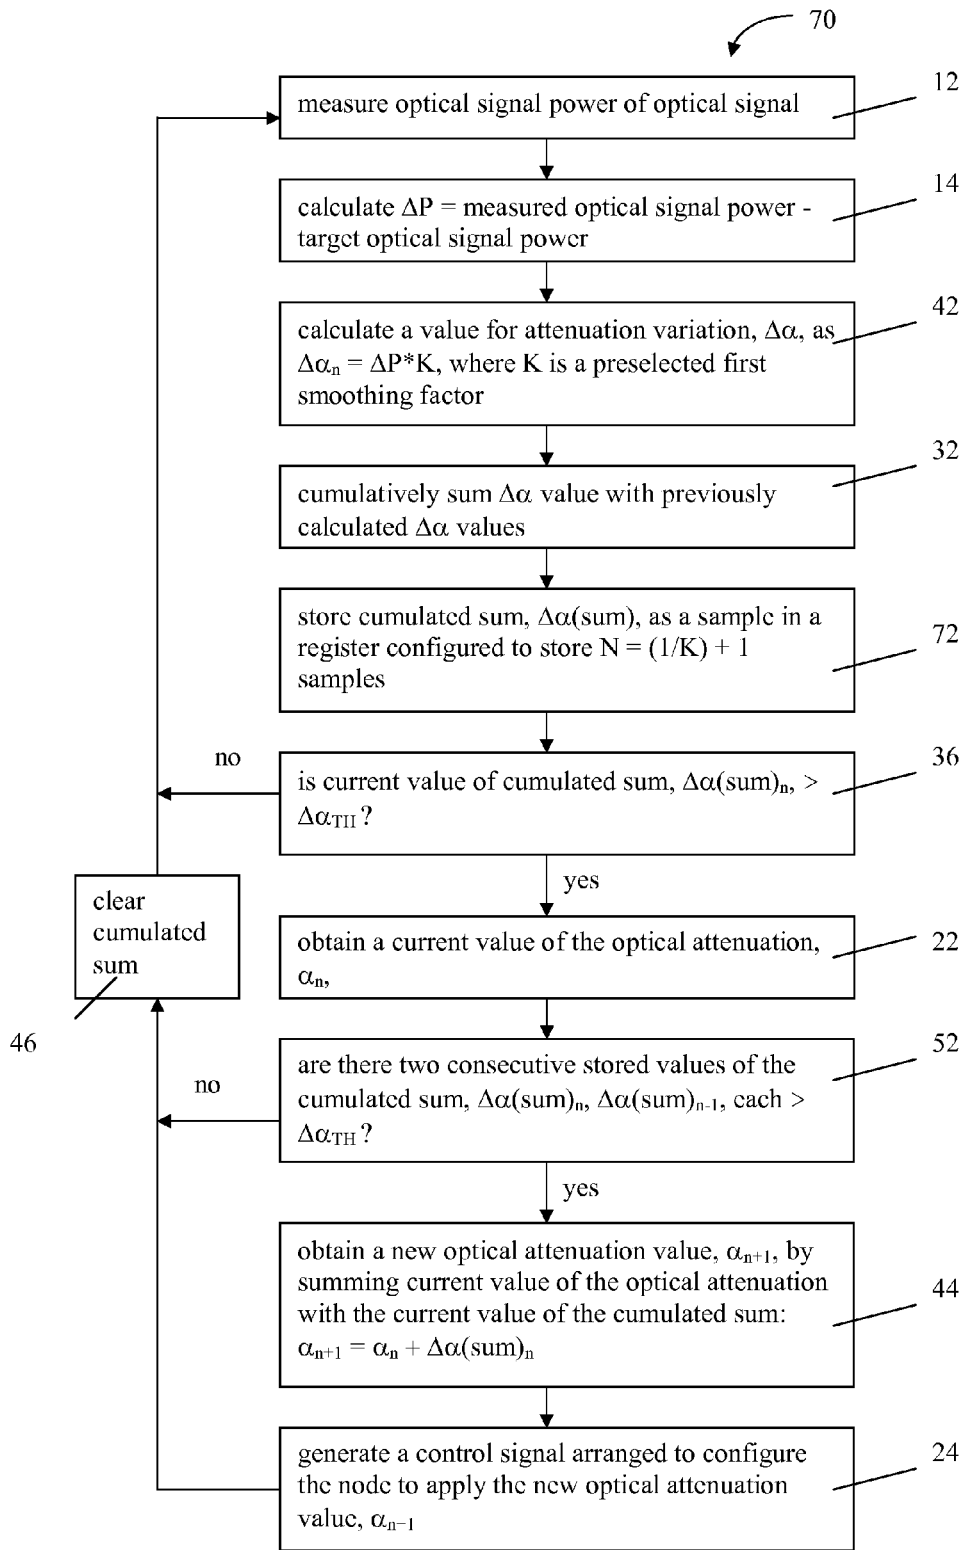 70
12
measure optical signal power of optical signal
14
calculate ΔP = measured optical signal power -
target optical signal power
42
calculate a value for attenuation variation, Δα, as
Δαₙ = ΔP*K, where K is a preselected first
smoothing factor
32
cumulatively sum Δα value with previously
calculated Δα values
store cumulated sum, Δα(sum), as a sample in a
register configured to store N = (1/K) + 1
samples
72
no
is current value of cumulated sum, Δα(sum)ₙ, >
Δα_TH ?
36
yes
clear
cumulated
sum
46
obtain a current value of the optical attenuation,
αₙ,
22
no
are there two consecutive stored values of the
cumulated sum, Δα(sum)ₙ, Δα(sum)ₙ₋₁, each >
Δα_TH ?
52
yes
obtain a new optical attenuation value, αₙ₊₁, by
summing current value of the optical attenuation
with the current value of the cumulated sum:
αₙ₊₁ = αₙ + Δα(sum)ₙ
44
generate a control signal arranged to configure
the node to apply the new optical attenuation
value, αₙ₋₁
24